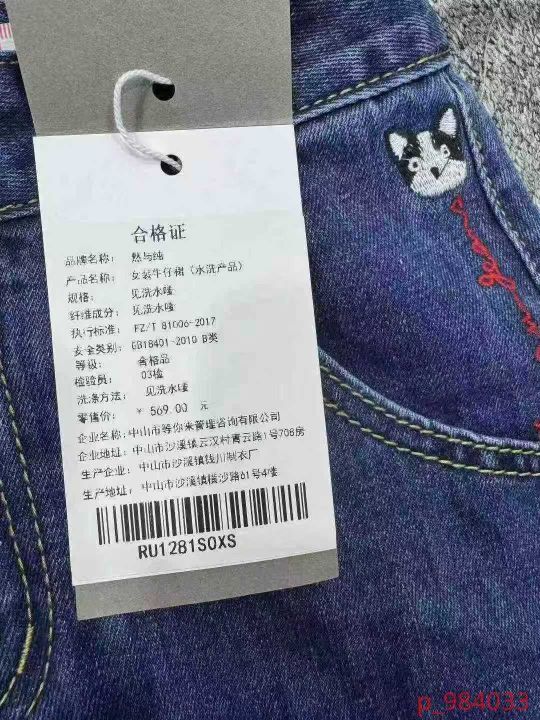 合格证
品牌名称: 然与纯
产品名称: 女装牛仔裙 (水洗产品)
规格: 见洗水唛
纤维成分: 见洗水唛
执行标准: FZ/T 81006-2017
安全类别: GB18401-2010 B类
等级: 合格品
检验员: 03检
洗涤方法: 见洗水唛
零售价: ¥ 569.00 元
企业名称: 中山市等你来管理咨询有限公司
企业地址: 中山市沙溪镇云汉村菁云路1号708房
生产企业: 中山市沙溪镇钱川制衣厂
生产地址: 中山市沙溪镇横沙路61号4楼
RU1281S0XS
p_984033